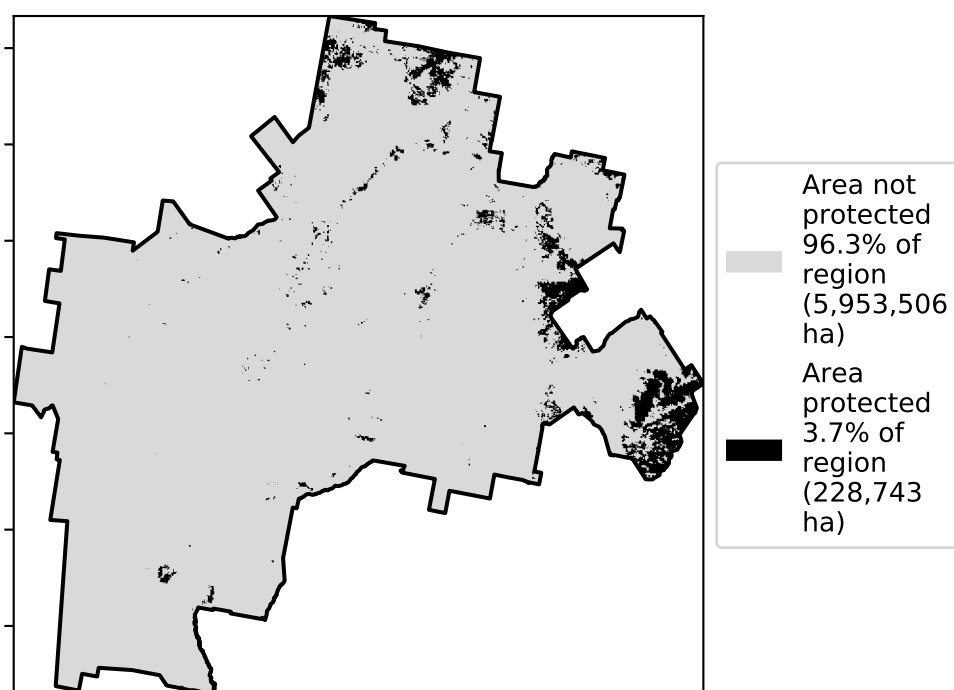 Area not
protected
96.3% of
region
(5,953,506
ha)
Area
protected
3.7% of
region
(228,743
ha)